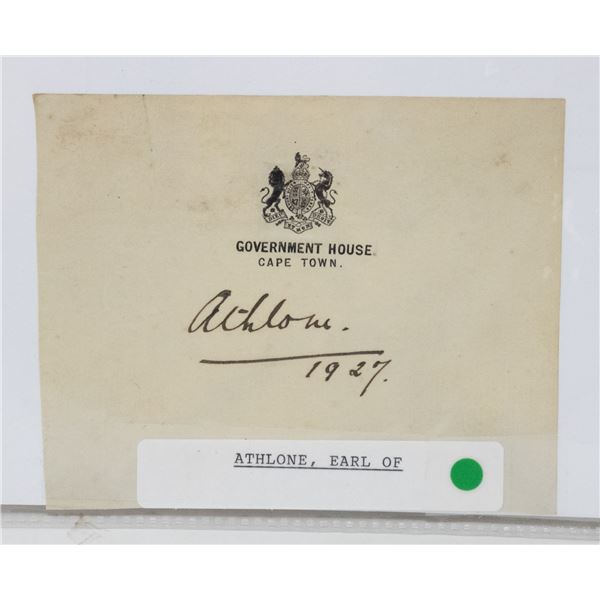 GOVERNMENT HOUSE.
CAPE TOWN.
Athlone.
1927.
ATHLONE, EARL OF